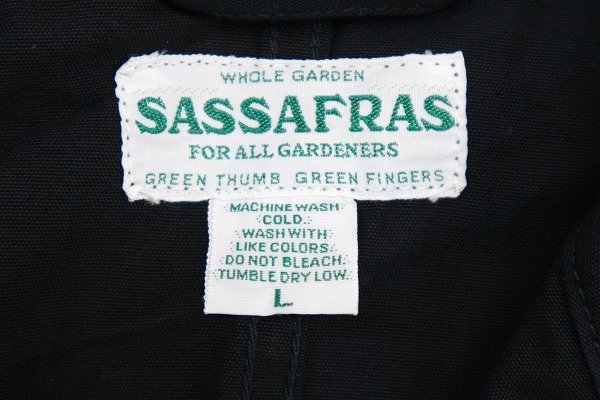 WHOLE GARDEN
SASSAFRAS
FOR ALL GARDENERS
GREEN THUMB GREEN FINGERS
MACHINE WASH
COLD.
WASH WITH
LIKE COLORS.
DO NOT BLEACH.
TUMBLE DRY LOW.
L